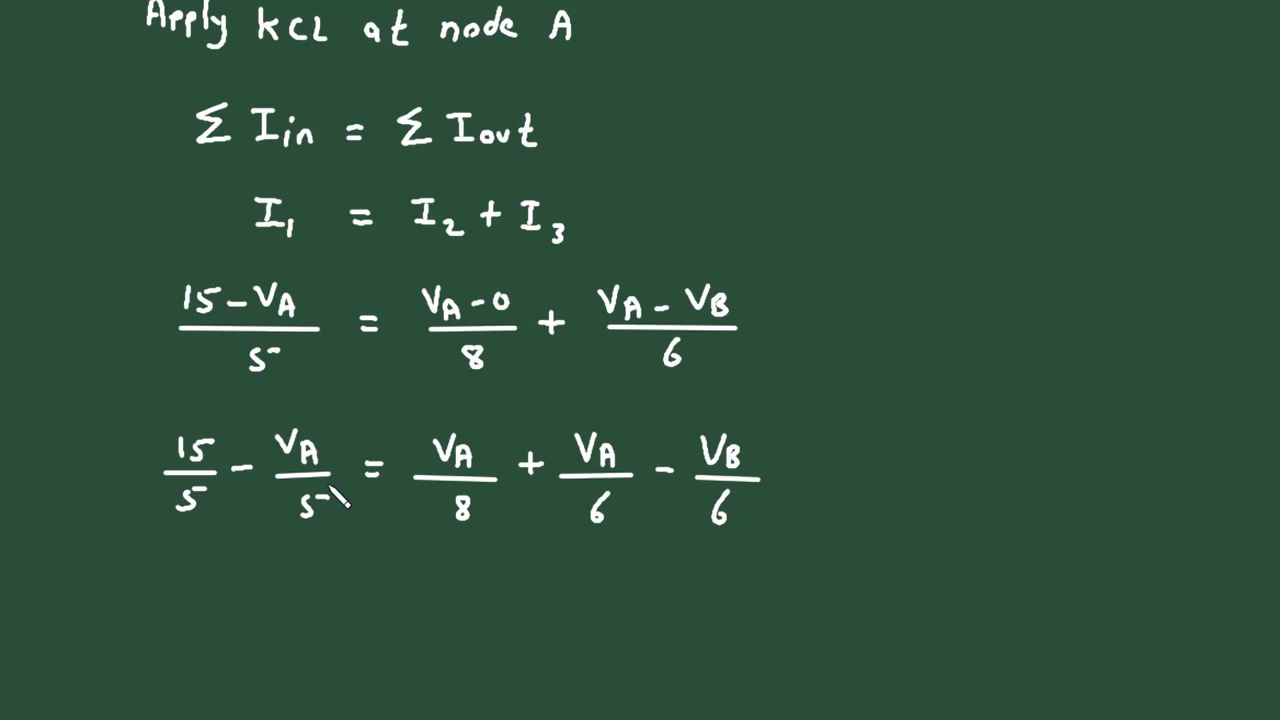 Apply KCL at node A
Σ Iin = Σ Iout
I₁ = I₂ + I₃
(15 - VA)/5 = (VA - 0)/8 + (VA - VB)/6
15/5 - VA/5 = VA/8 + VA/6 - VB/6